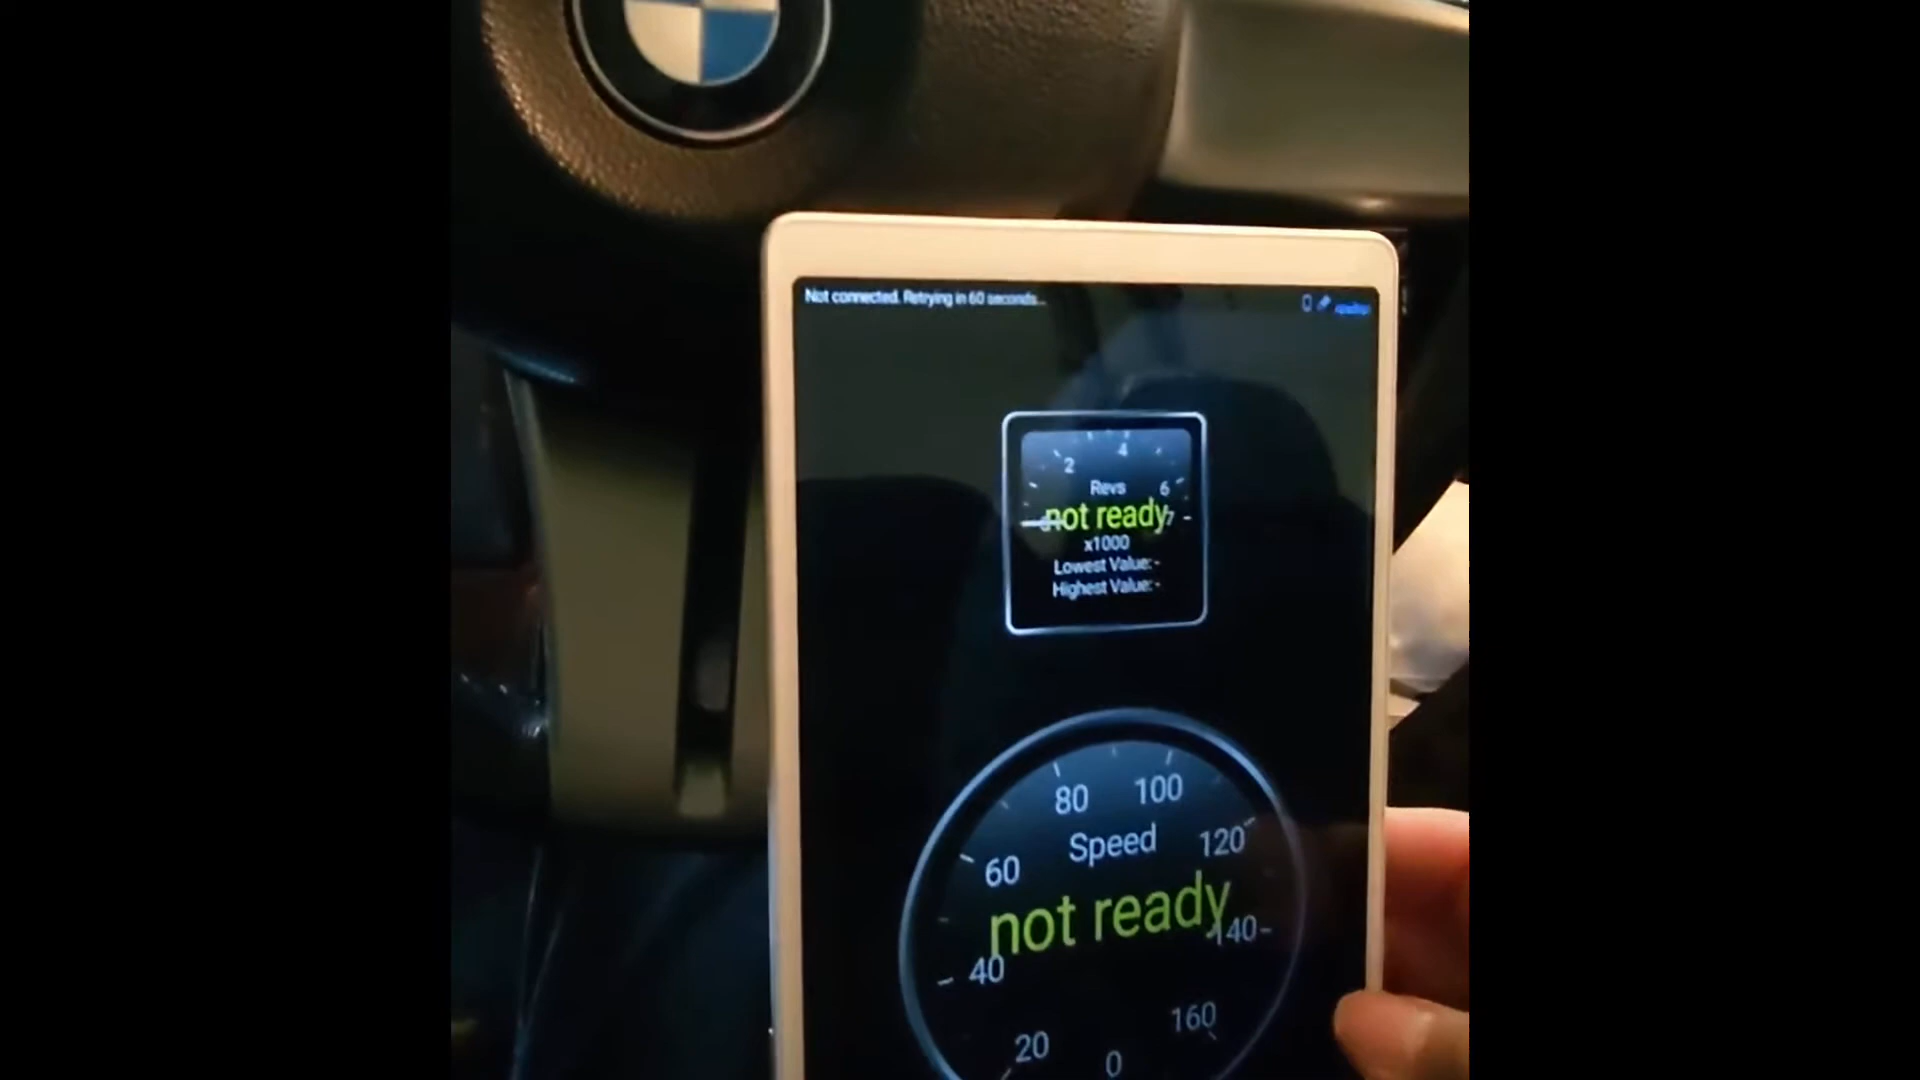 Not connected. Retrying in 60 seconds...
2
4
Revs
6
not ready
7
x1000
Lowest Value: -
Highest Value: -
80
100
Speed
120
60
not ready
140
40
160
20
0